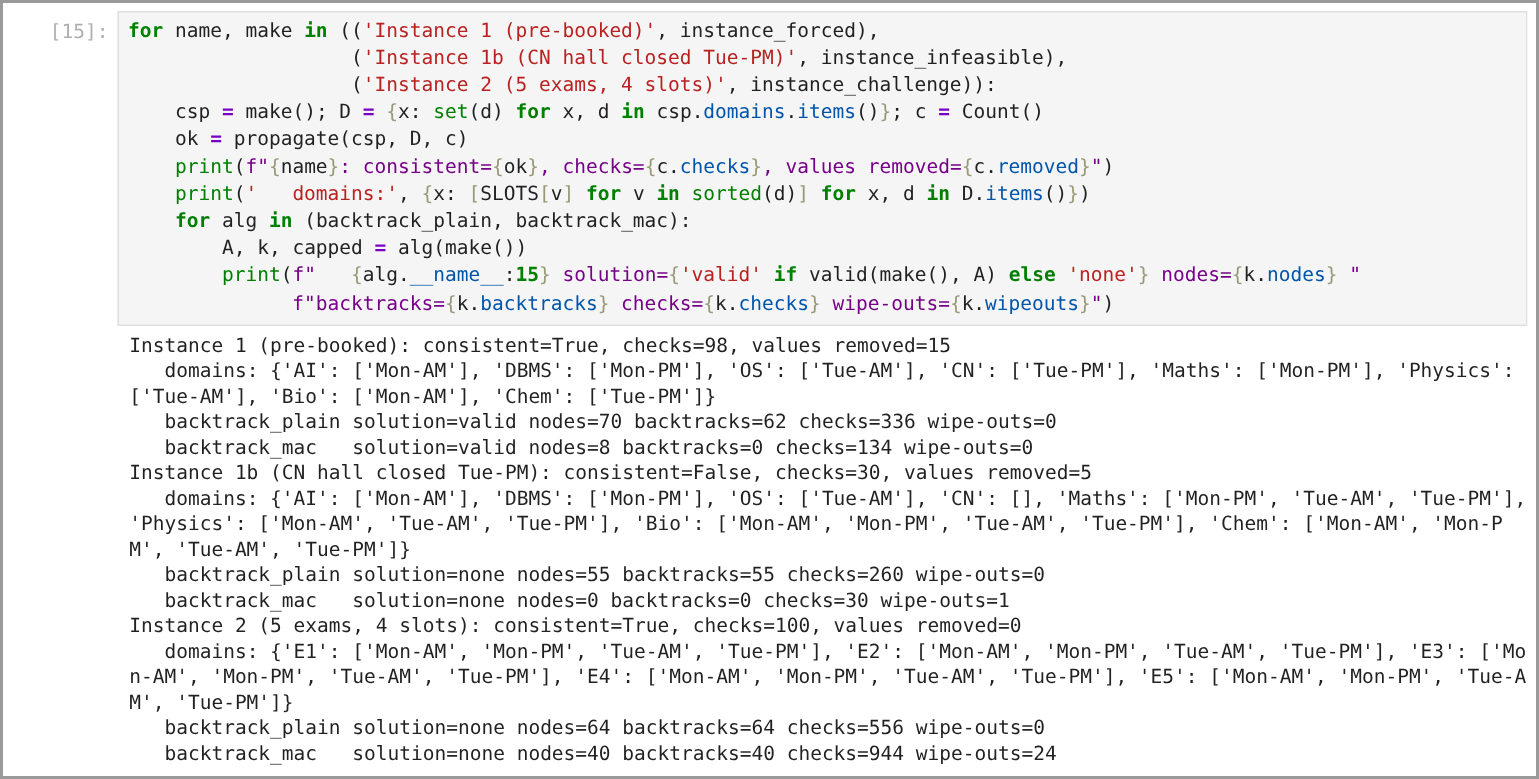 [15]: for name, make in (('Instance 1 (pre-booked)', instance_forced),
                   ('Instance 1b (CN hall closed Tue-PM)', instance_infeasible),
                   ('Instance 2 (5 exams, 4 slots)', instance_challenge)):
    csp = make(); D = {x: set(d) for x, d in csp.domains.items()}; c = Count()
    ok = propagate(csp, D, c)
    print(f"{name}: consistent={ok}, checks={c.checks}, values removed={c.removed}")
    print('   domains:', {x: [SLOTS[v] for v in sorted(d)] for x, d in D.items()})
    for alg in (backtrack_plain, backtrack_mac):
        A, k, capped = alg(make())
        print(f"   {alg.__name__:15} solution={'valid' if valid(make(), A) else 'none'} nodes={k.nodes} "
              f"backtracks={k.backtracks} checks={k.checks} wipe-outs={k.wipeouts}")
Instance 1 (pre-booked): consistent=True, checks=98, values removed=15
   domains: {'AI': ['Mon-AM'], 'DBMS': ['Mon-PM'], 'OS': ['Tue-AM'], 'CN': ['Tue-PM'], 'Maths': ['Mon-PM'], 'Physics':
['Tue-AM'], 'Bio': ['Mon-AM'], 'Chem': ['Tue-PM']}
   backtrack_plain solution=valid nodes=70 backtracks=62 checks=336 wipe-outs=0
   backtrack_mac   solution=valid nodes=8 backtracks=0 checks=134 wipe-outs=0
Instance 1b (CN hall closed Tue-PM): consistent=False, checks=30, values removed=5
   domains: {'AI': ['Mon-AM'], 'DBMS': ['Mon-PM'], 'OS': ['Tue-AM'], 'CN': [], 'Maths': ['Mon-PM', 'Tue-AM', 'Tue-PM'],
'Physics': ['Mon-AM', 'Tue-AM', 'Tue-PM'], 'Bio': ['Mon-AM', 'Mon-PM', 'Tue-AM', 'Tue-PM'], 'Chem': ['Mon-AM', 'Mon-P
M', 'Tue-AM', 'Tue-PM']}
   backtrack_plain solution=none nodes=55 backtracks=55 checks=260 wipe-outs=0
   backtrack_mac   solution=none nodes=0 backtracks=0 checks=30 wipe-outs=1
Instance 2 (5 exams, 4 slots): consistent=True, checks=100, values removed=0
   domains: {'E1': ['Mon-AM', 'Mon-PM', 'Tue-AM', 'Tue-PM'], 'E2': ['Mon-AM', 'Mon-PM', 'Tue-AM', 'Tue-PM'], 'E3': ['Mo
n-AM', 'Mon-PM', 'Tue-AM', 'Tue-PM'], 'E4': ['Mon-AM', 'Mon-PM', 'Tue-AM', 'Tue-PM'], 'E5': ['Mon-AM', 'Mon-PM', 'Tue-A
M', 'Tue-PM']}
   backtrack_plain solution=none nodes=64 backtracks=64 checks=556 wipe-outs=0
   backtrack_mac   solution=none nodes=40 backtracks=40 checks=944 wipe-outs=24